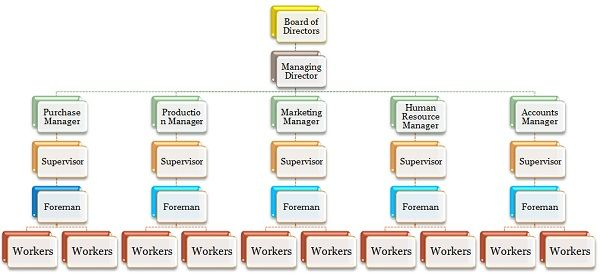 Board of
Directors
Managing
Director
Purchase
Manager
Productio
n Manager
Marketing
Manager
Human
Resource
Manager
Accounts
Manager
Supervisor
Supervisor
Supervisor
Supervisor
Supervisor
Foreman
Foreman
Foreman
Foreman
Foreman
Workers
Workers
Workers
Workers
Workers
Workers
Workers
Workers
Workers
Workers